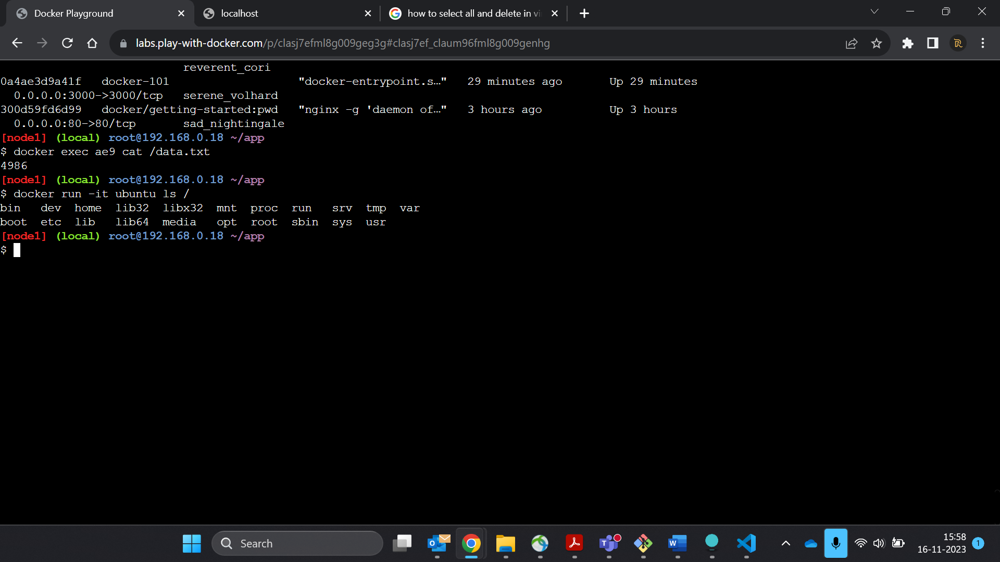 Docker Playground
localhost
how to select all and delete in vi
labs.play-with-docker.com/p/clasj7efml8g009geg3g#clasj7ef_claum96fml8g009genhg
reverent_cori
0a4ae3d9a41f docker-101 "docker-entrypoint.s…" 29 minutes ago Up 29 minutes
0.0.0.0:3000->3000/tcp serene_volhard
300d59fd6d99 docker/getting-started:pwd "nginx -g 'daemon of…" 3 hours ago Up 3 hours
0.0.0.0:80->80/tcp sad_nightingale
[node1] (local) root@192.168.0.18 ~/app
$ docker exec ae9 cat /data.txt
4986
[node1] (local) root@192.168.0.18 ~/app
$ docker run -it ubuntu ls /
bin dev home lib32 libx32 mnt proc run srv tmp var
boot etc lib lib64 media opt root sbin sys usr
[node1] (local) root@192.168.0.18 ~/app
$
Search
15:58
16-11-2023
1